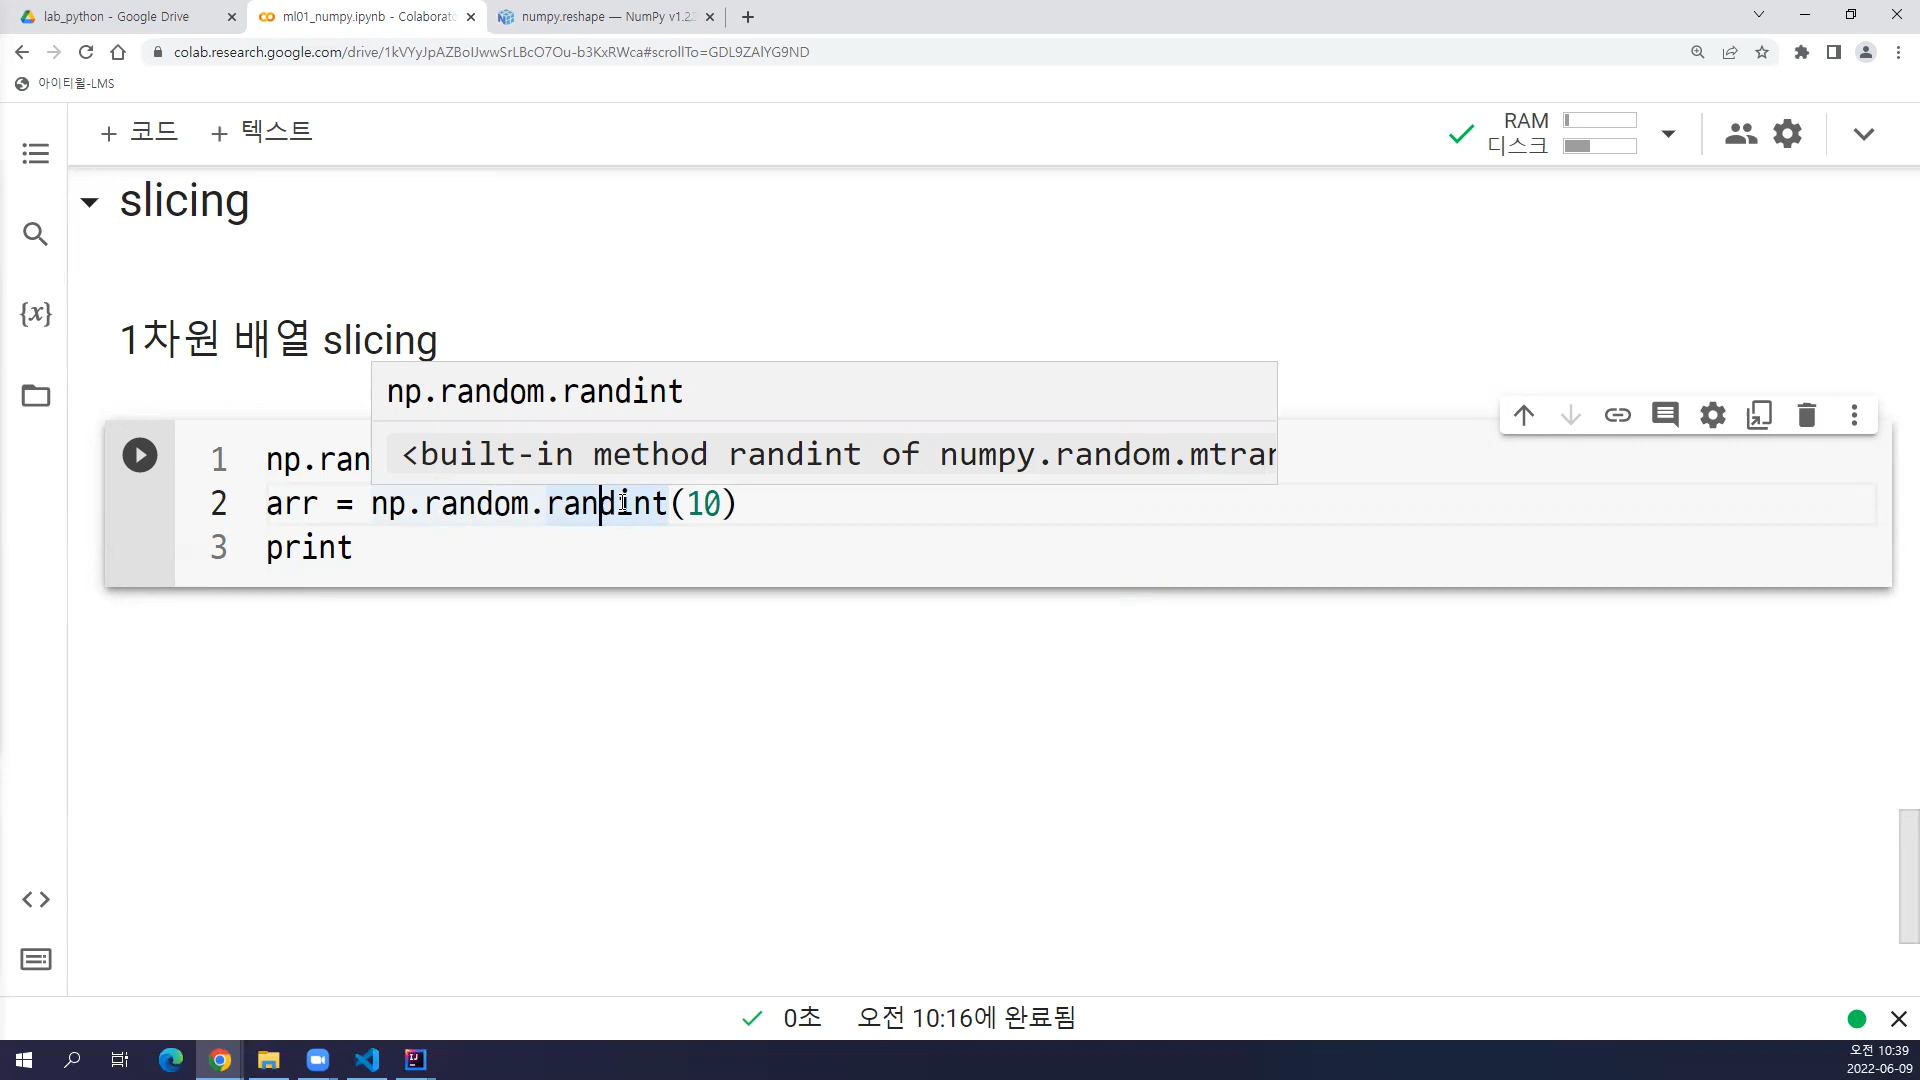 lab_python - Google Drive
ml01_numpy.ipynb - Colaborato
numpy.reshape — NumPy v1.2
colab.research.google.com/drive/1kVYyJpAZBoIJwwSrLBcO7Ou-b3KxRWca#scrollTo=GDL9ZAlYG9ND
아이티윌-LMS
+ 코드 + 텍스트
RAM
디스크
slicing
1차원 배열 slicing
np.random.randint
<built-in method randint of numpy.random.mtran
1 np.ran
2 arr = np.random.randint(10)
3 print
0초 오전 10:16에 완료됨
오전 10:39
2022-06-09